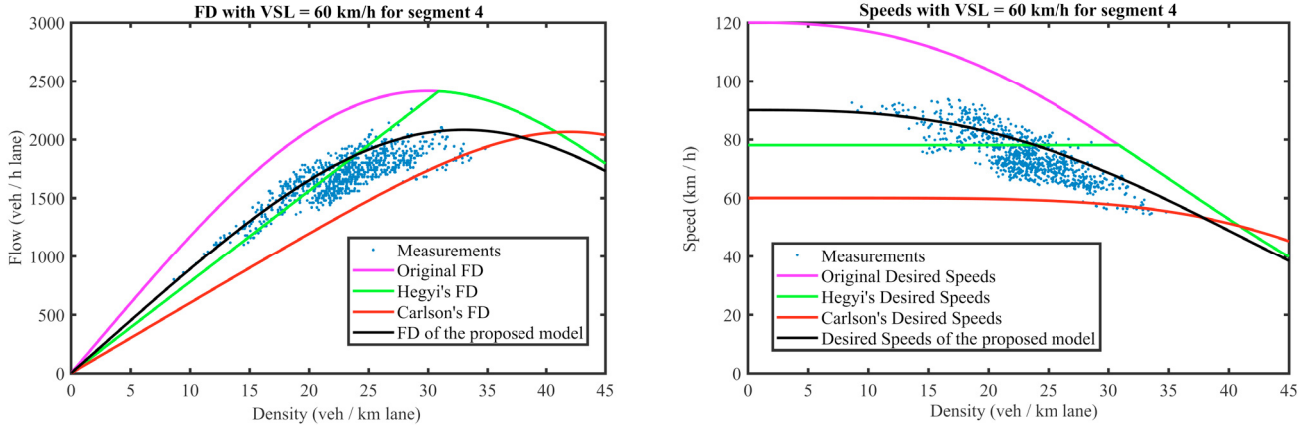 FD with VSL = 60 km/h for segment 4
3000
2500
2000
1500
1000
500
0
Flow (veh / h lane)
Measurements
Original FD
Hegyi's FD
Carlson's FD
FD of the proposed model
0 5 10 15 20 25 30 35 40 45
Density (veh / km lane)
Speeds with VSL = 60 km/h for segment 4
120
100
80
60
40
20
0
Speed (km / h)
Measurements
Original Desired Speeds
Hegyi's Desired Speeds
Carlson's Desired Speeds
Desired Speeds of the proposed model
0 5 10 15 20 25 30 35 40 45
Density (veh / km lane)